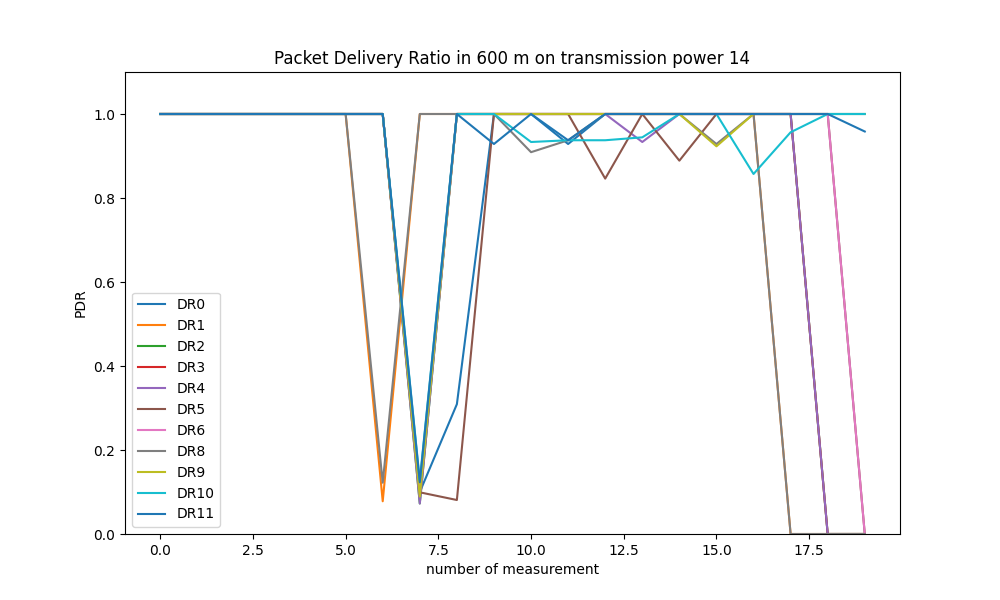 Packet Delivery Ratio in 600 m on transmission power 14
PDR
1.0
0.8
0.6
0.4
0.2
0.0
DR0
DR1
DR2
DR3
DR4
DR5
DR6
DR8
DR9
DR10
DR11
0.0 2.5 5.0 7.5 10.0 12.5 15.0 17.5
number of measurement